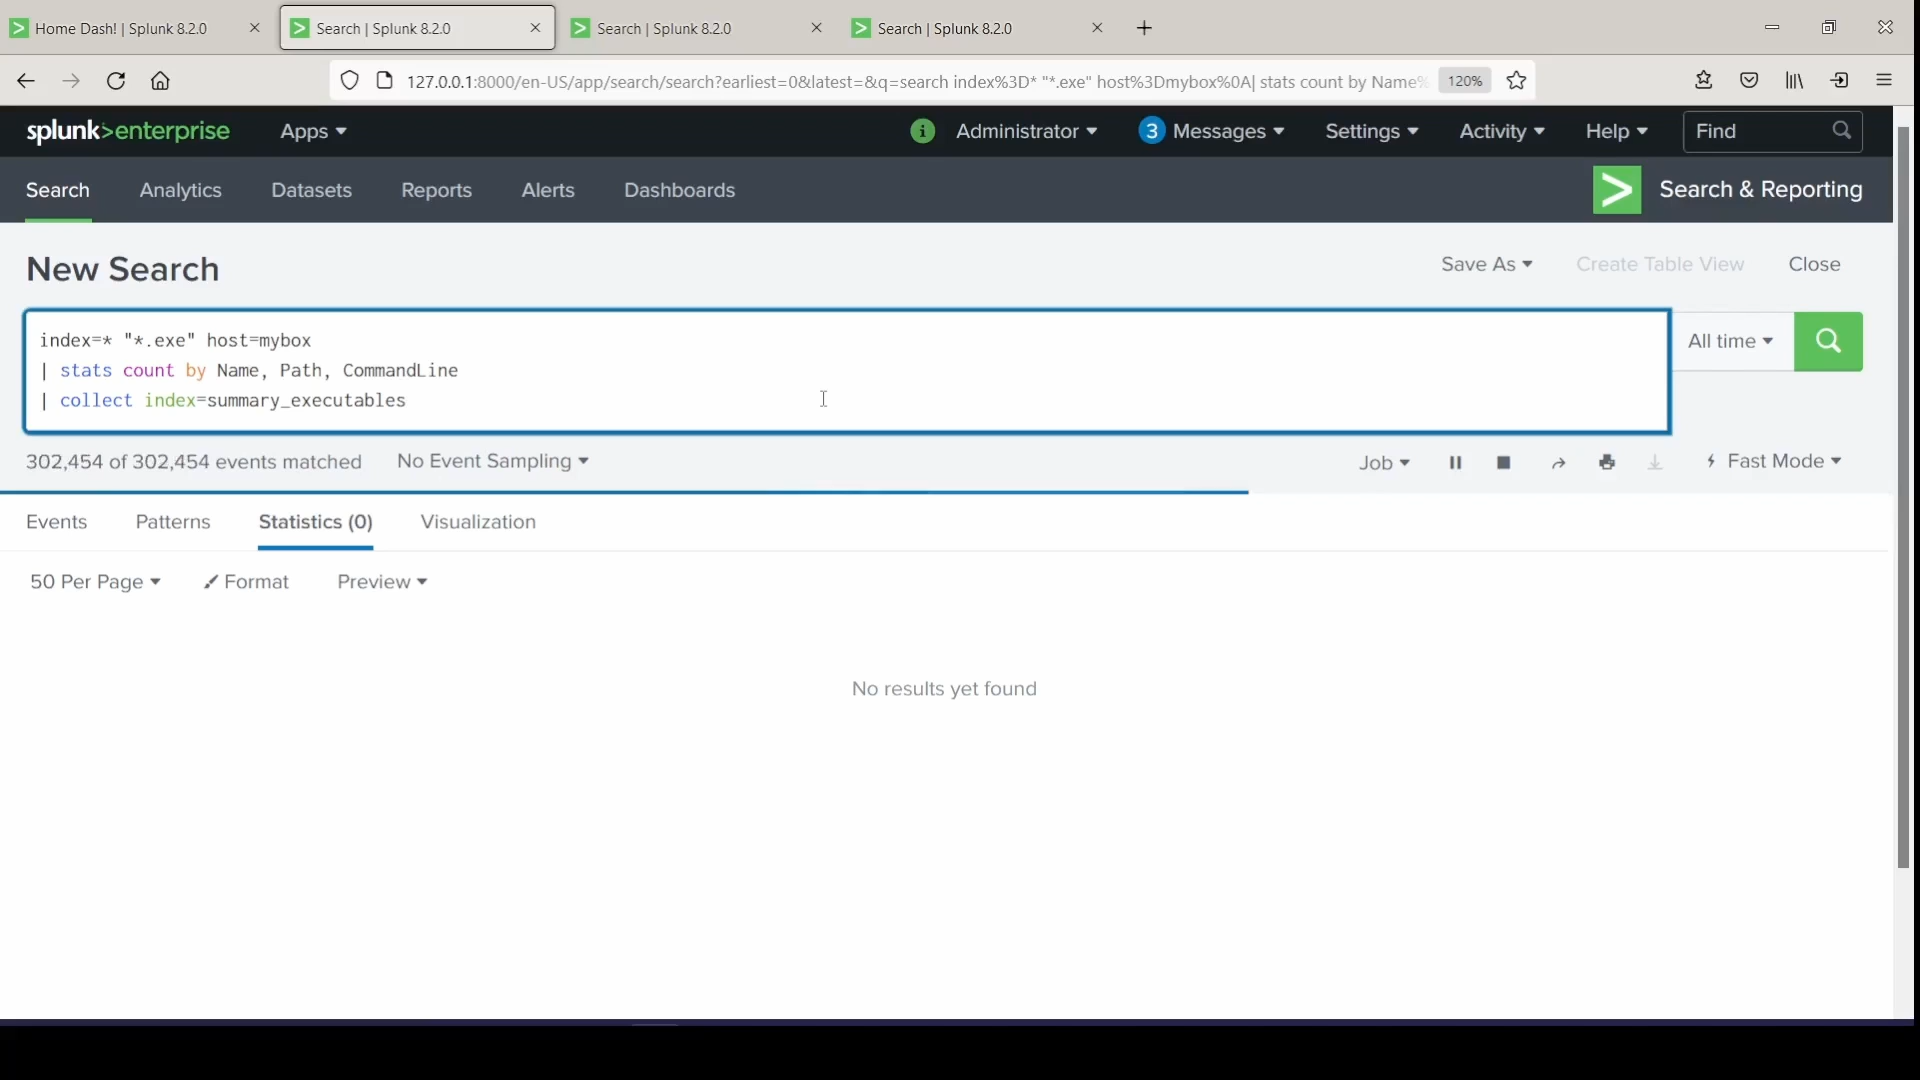 Home Dash! | Splunk 8.2.0
Search | Splunk 8.2.0
Search | Splunk 8.2.0
Search | Splunk 8.2.0
127.0.0.1:8000/en-US/app/search/search?earliest=0&latest=&q=search index%3D* "*.exe" host%3Dmybox%0A| stats count by Name%
120%
splunk>enterprise
Apps
i
Administrator
3 Messages
Settings
Activity
Help
Find
Search
Analytics
Datasets
Reports
Alerts
Dashboards
> Search & Reporting
New Search
Save As
Create Table View
Close
index=* "*.exe" host=mybox
| stats count by Name, Path, CommandLine
| collect index=summary_executables
All time
302,454 of 302,454 events matched
No Event Sampling
Job
Fast Mode
Events
Patterns
Statistics (0)
Visualization
50 Per Page
Format
Preview
No results yet found